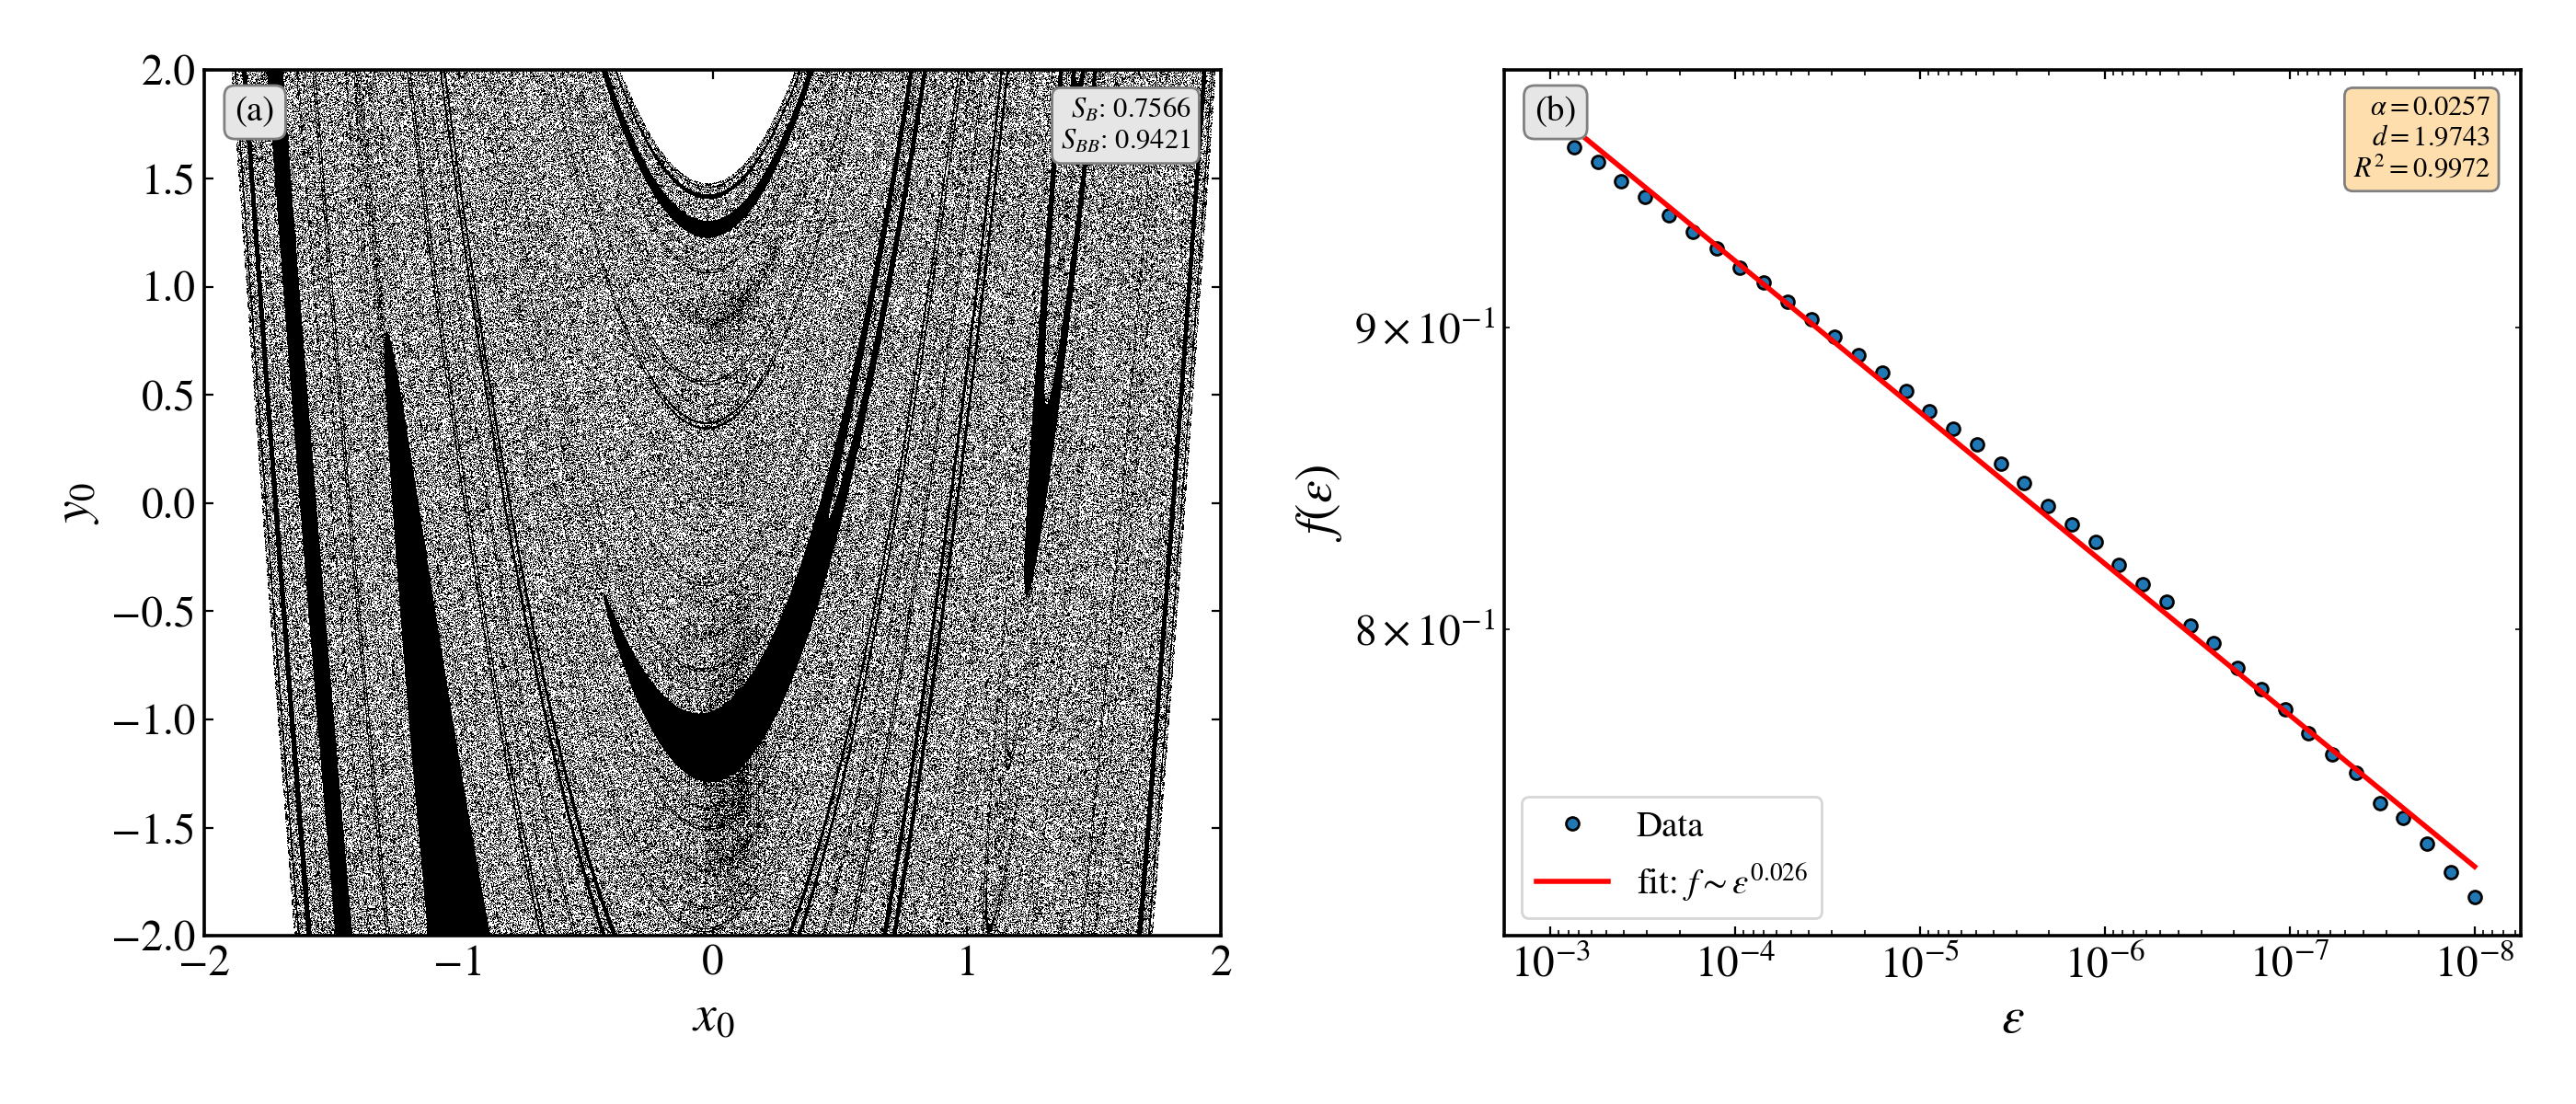 (a)
S_B: 0.7566
S_BB: 0.9421
2.0
1.5
1.0
0.5
0.0
−0.5
−1.0
−1.5
−2.0
y₀
−2 −1 0 1 2
x₀
(b)
α = 0.0257
d = 1.9743
R² = 0.9972
9 × 10⁻¹
8 × 10⁻¹
f(ε)
Data
fit: f ~ ε^0.026
10⁻³ 10⁻⁴ 10⁻⁵ 10⁻⁶ 10⁻⁷ 10⁻⁸
ε